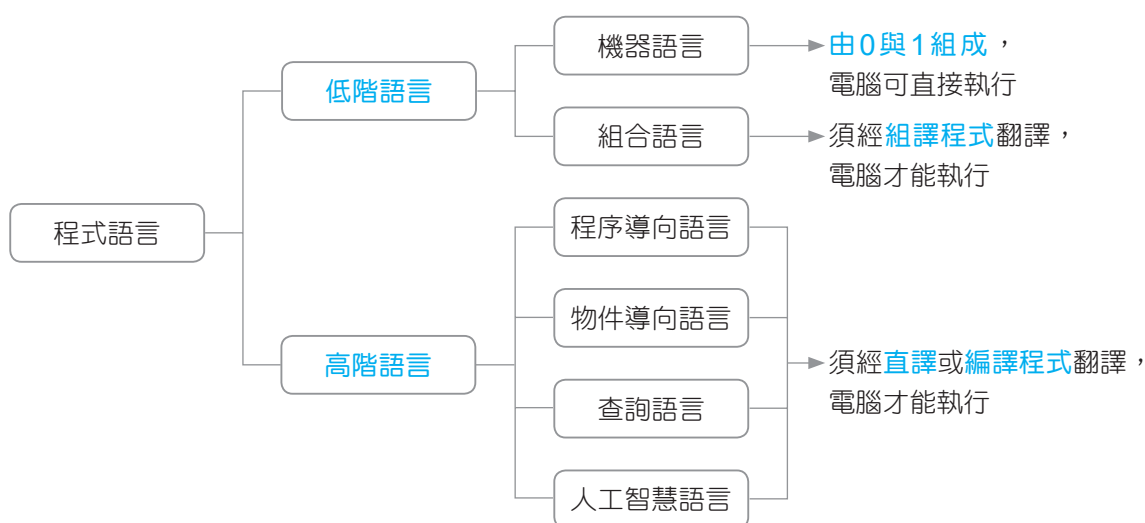 機器語言
由0與1組成，
電腦可直接執行
低階語言
組合語言
須經組譯程式翻譯，
電腦才能執行
程式語言
程序導向語言
物件導向語言
高階語言
須經直譯或編譯程式翻譯，
電腦才能執行
查詢語言
人工智慧語言